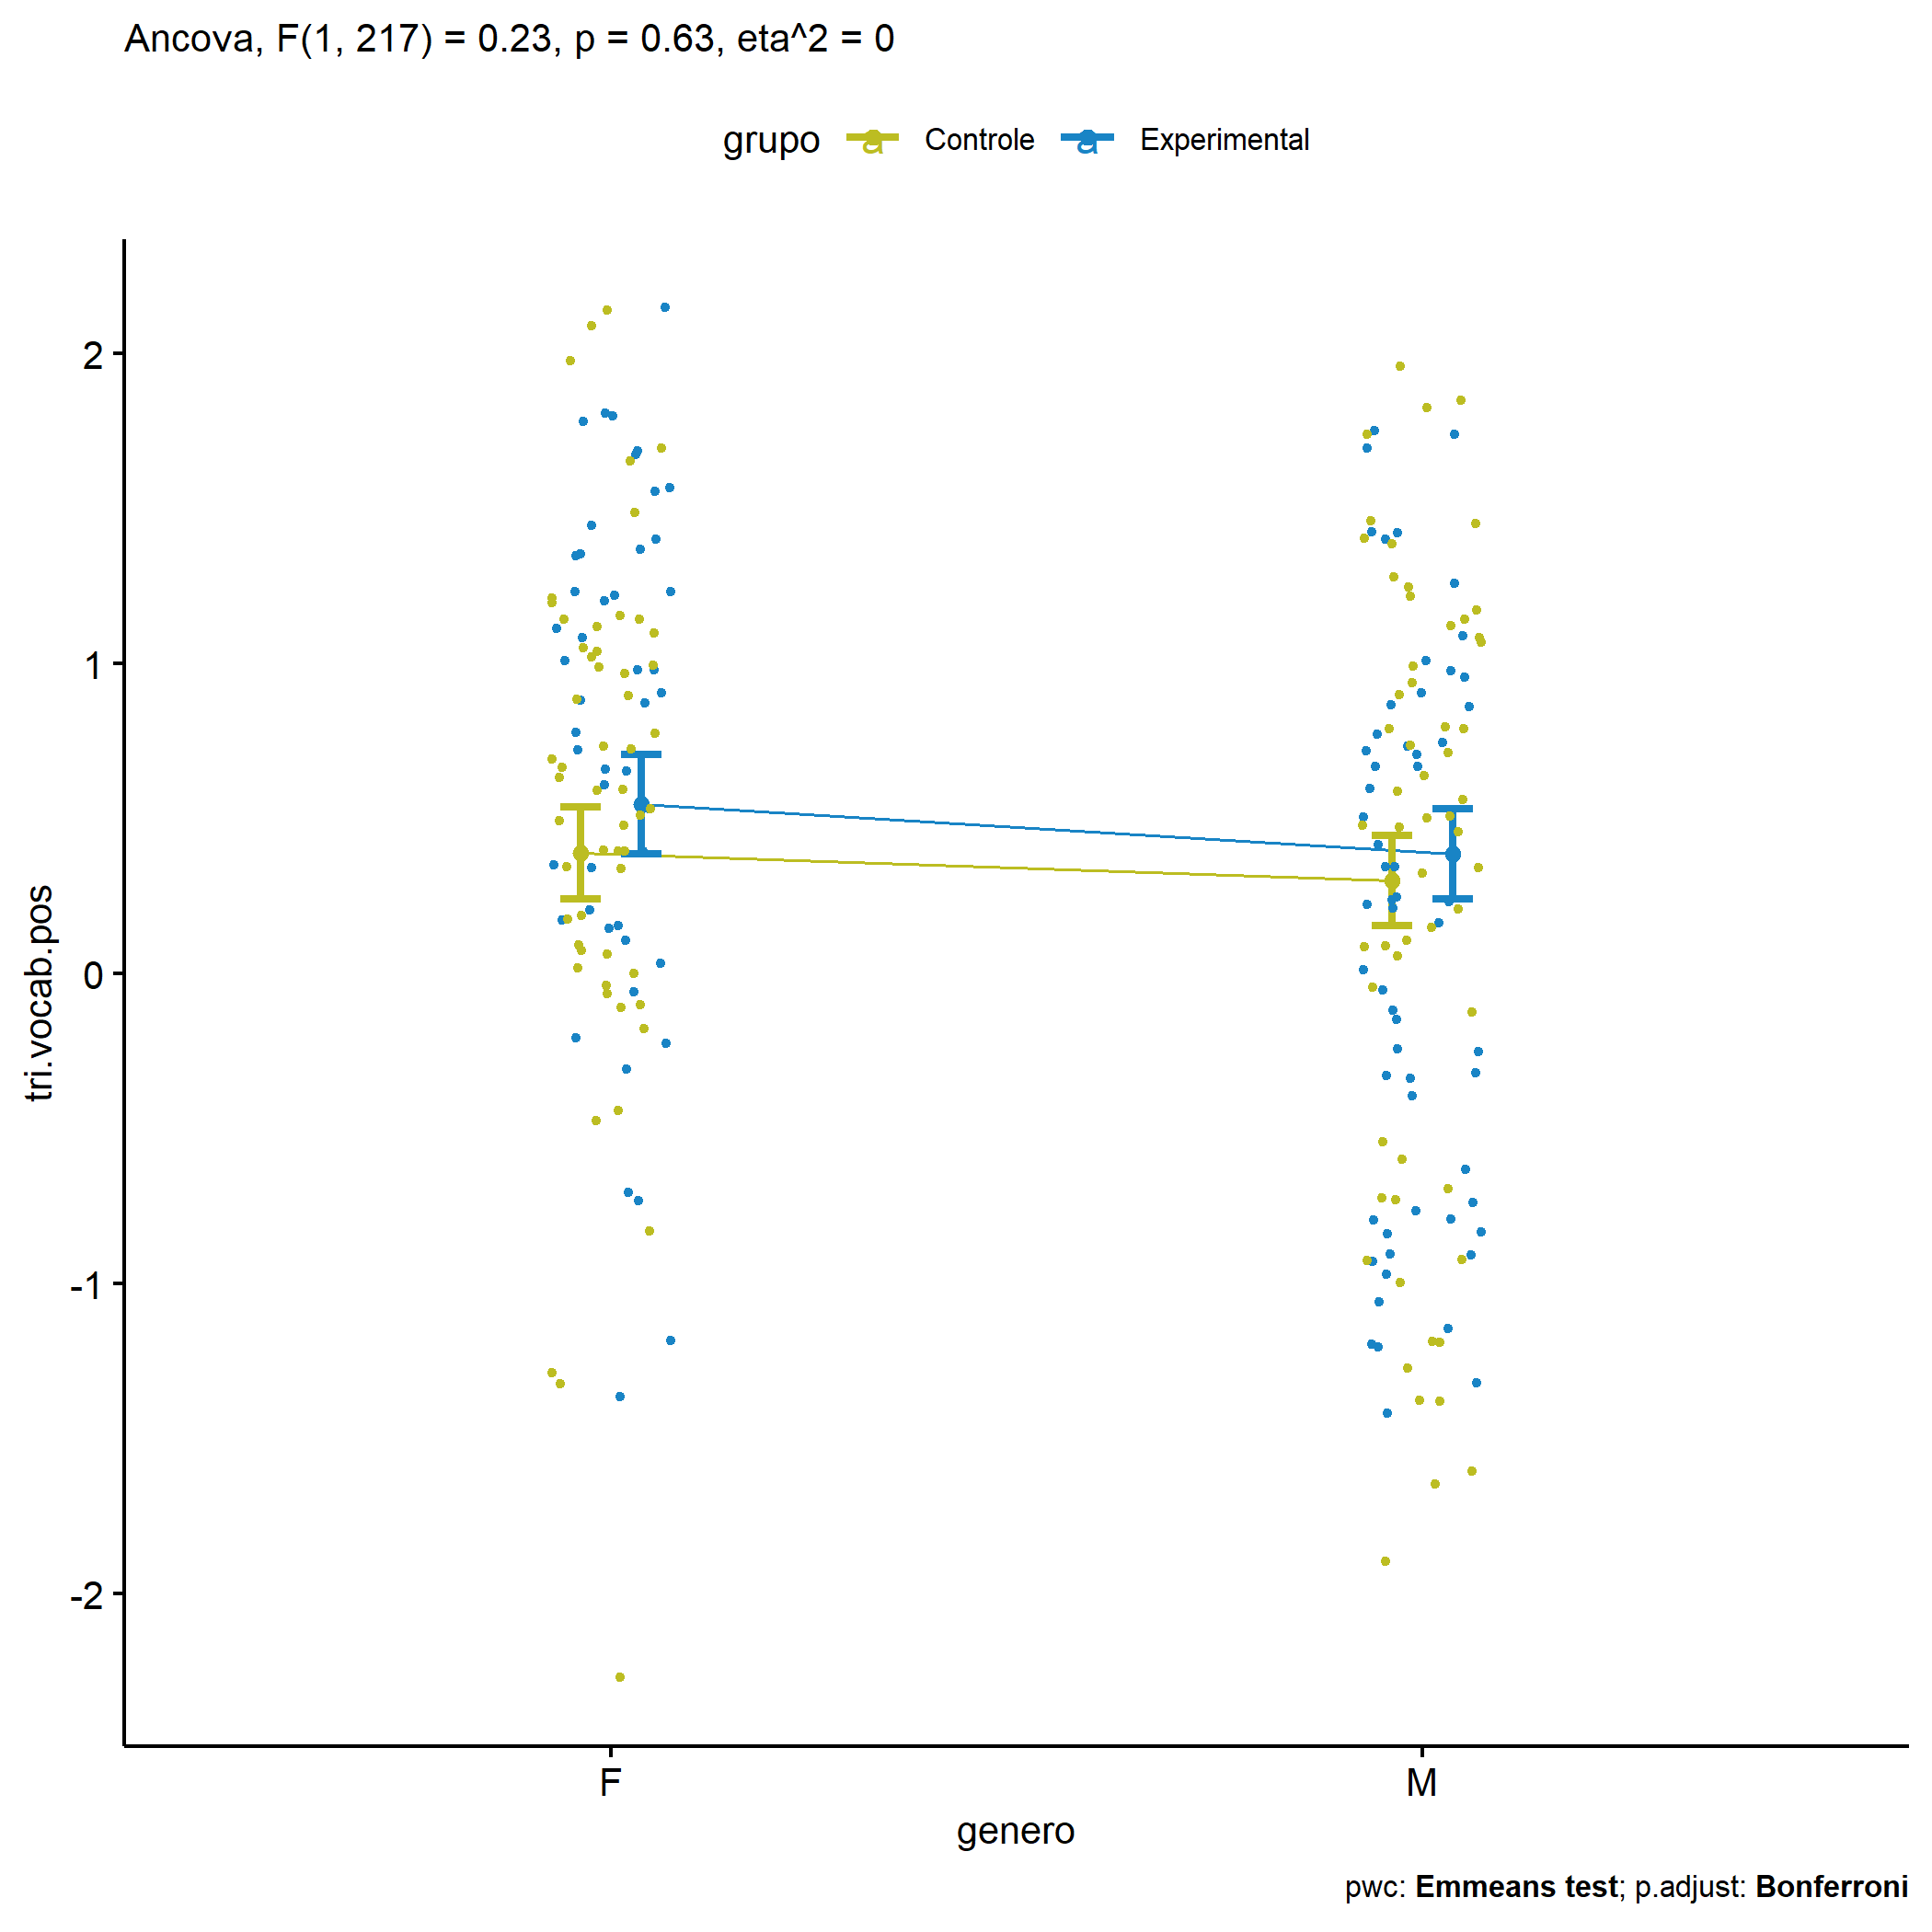 Ancova, F(1, 217) = 0.23, p = 0.63, eta^2 = 0
grupo a Controle a Experimental
2
1
0
-1
-2
tri.vocab.pos
F M
genero
pwc: Emmeans test; p.adjust: Bonferroni